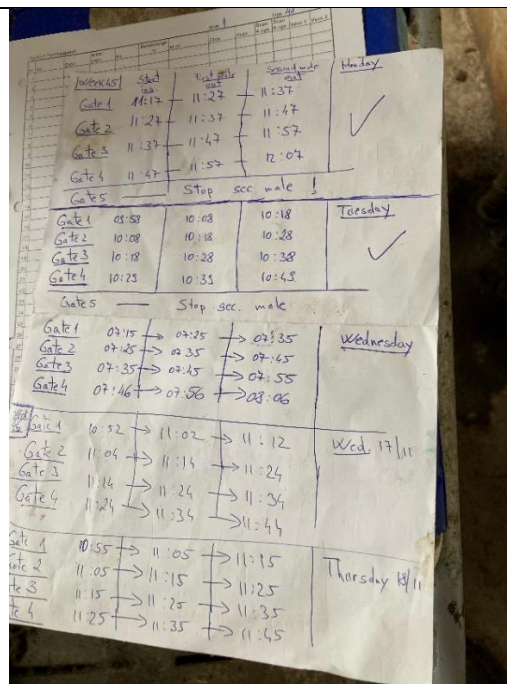 Week 45 Start First male out Second male out Monday
Gate 1 11:17 — 11:27 — 11:37
Gate 2 11:27 — 11:37 — 11:47
Gate 3 11:37 — 11:47 — 11:57
Gate 4 11:47 — 11:57 12:07
Gate 5 — Stop sec. male !
Gate 1 09:58 10:08 10:18 Tuesday
Gate 2 10:08 10:18 10:28
Gate 3 10:18 10:28 10:38
Gate 4 10:29 10:39 10:49
Gate 5 — Stop sec. male
Gate 1 07:15 → 07:25 → 07:35 Wednesday
Gate 2 07:25 → 07 35 → 07:45
Gate 3 07:35 → 07:45 → 07:55
Gate 4 07:46 → 07:56 → 08:06
Gate 1 10:52 → 11:02 → 11:12 Wed. 17/11
Gate 2 11:04 → 11:14 → 11:24
Gate 3 11:14 → 11:24 → 11:34
Gate 4 11:24 → 11:34 → 11:44
Gate 1 10:55 → 11:05 → 11:15 Thursday 18/11
Gate 2 11:05 → 11:15 → 11:25
te 3 11:15 → 11:25 → 11:35
te 4 11:25 → 11:35 → 11:45